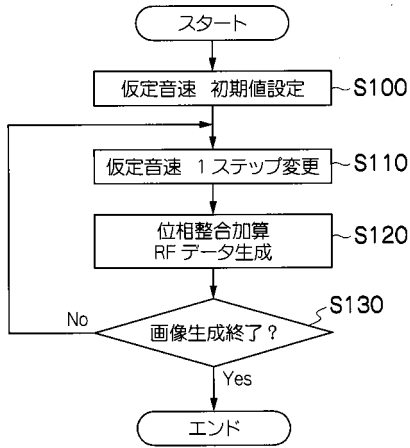 スタート
仮定音速 初期値設定
S100
仮定音速 1ステップ変更
S110
位相整合加算
RFデータ生成
S120
S130
画像生成終了？
No
Yes
エンド